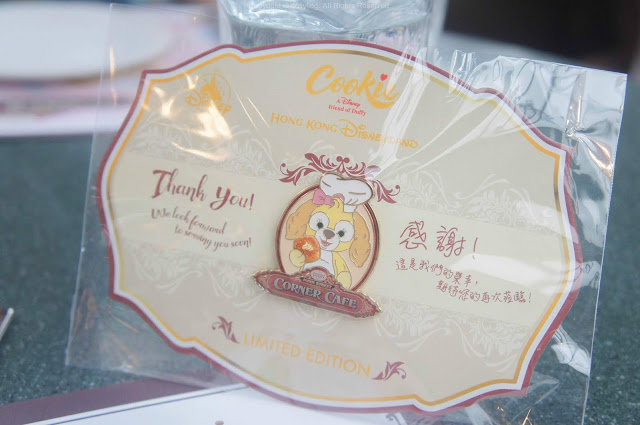 Disney
Cookie
A Disney
friend of Duffy
HONG KONG DISNEYLAND
Thank You!
We look forward
to serving you soon!
感謝!
這是我們的榮幸,
期待您的再次蒞臨!
CORNER CAFE
LIMITED EDITION